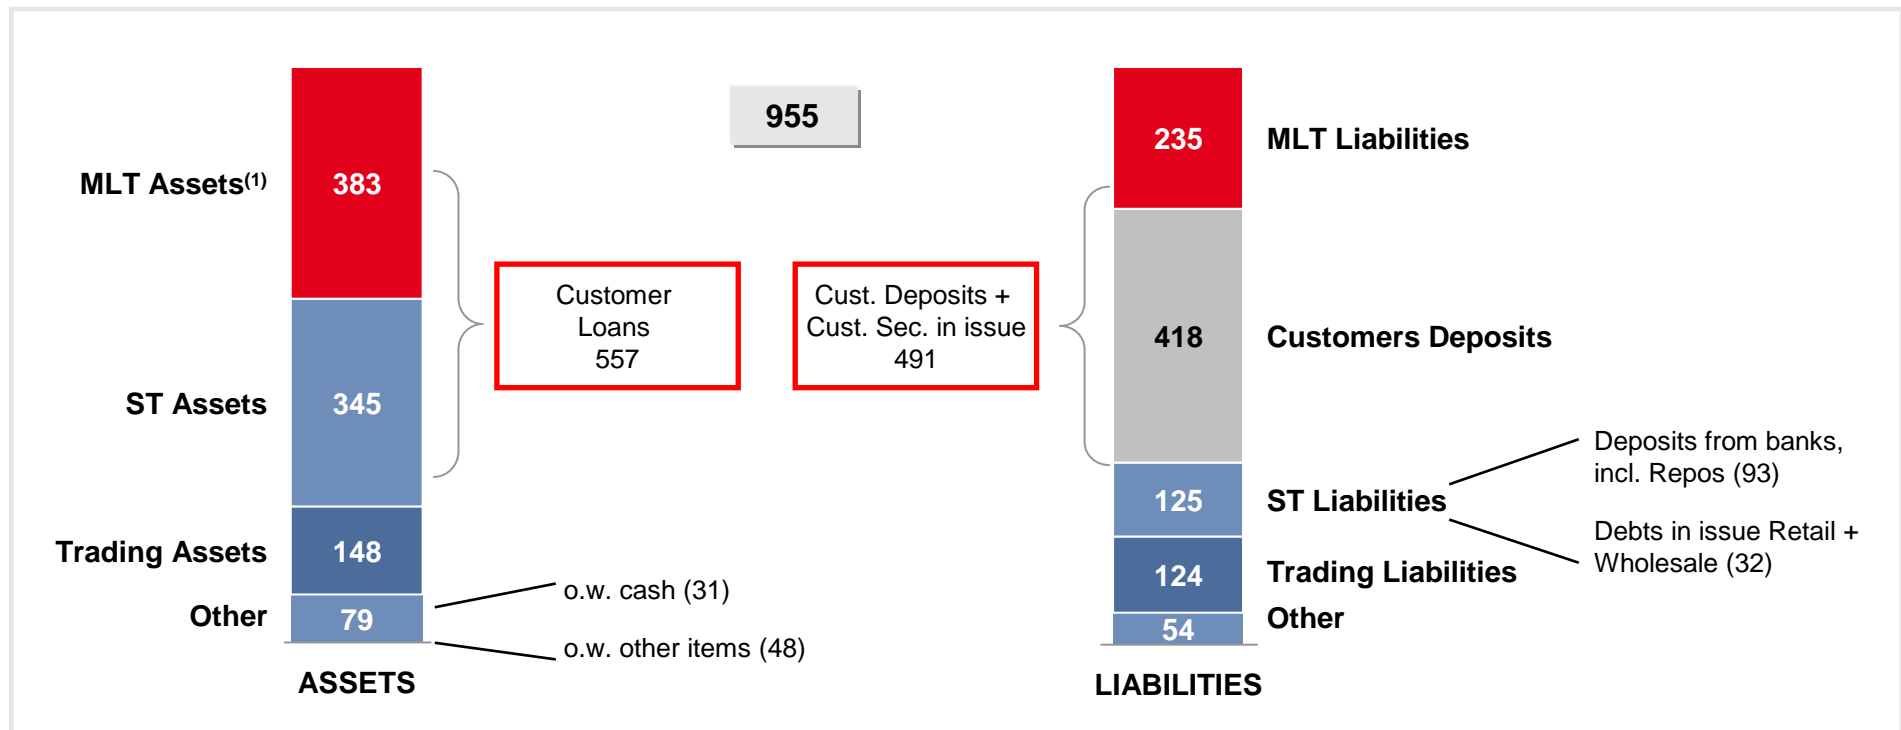 955
MLT Assets(1)
383
ST Assets
345
Trading Assets
148
Other
79
o.w. cash (31)
o.w. other items (48)
ASSETS
Customer
Loans
557
Cust. Deposits +
Cust. Sec. in issue
491
235
MLT Liabilities
418
Customers Deposits
125
ST Liabilities
Deposits from banks,
incl. Repos (93)
Debts in issue Retail +
Wholesale (32)
124
Trading Liabilities
54
Other
LIABILITIES